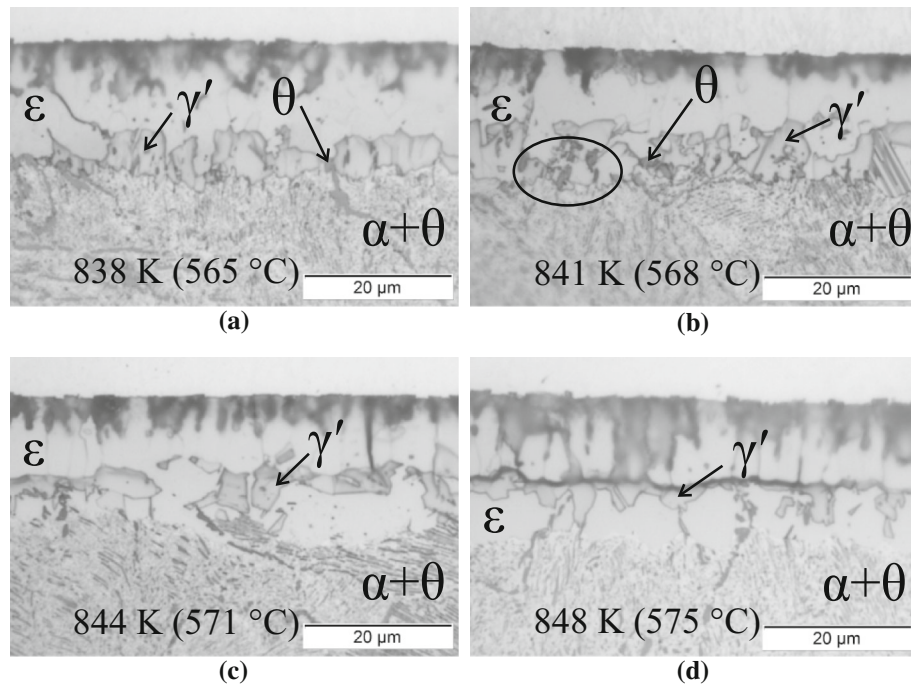 ε
γ′
θ
α+θ
838 K (565 °C)
20 μm
(a)
ε
θ
γ′
α+θ
841 K (568 °C)
20 μm
(b)
ε
γ′
α+θ
844 K (571 °C)
20 μm
(c)
ε
γ′
α+θ
848 K (575 °C)
20 μm
(d)